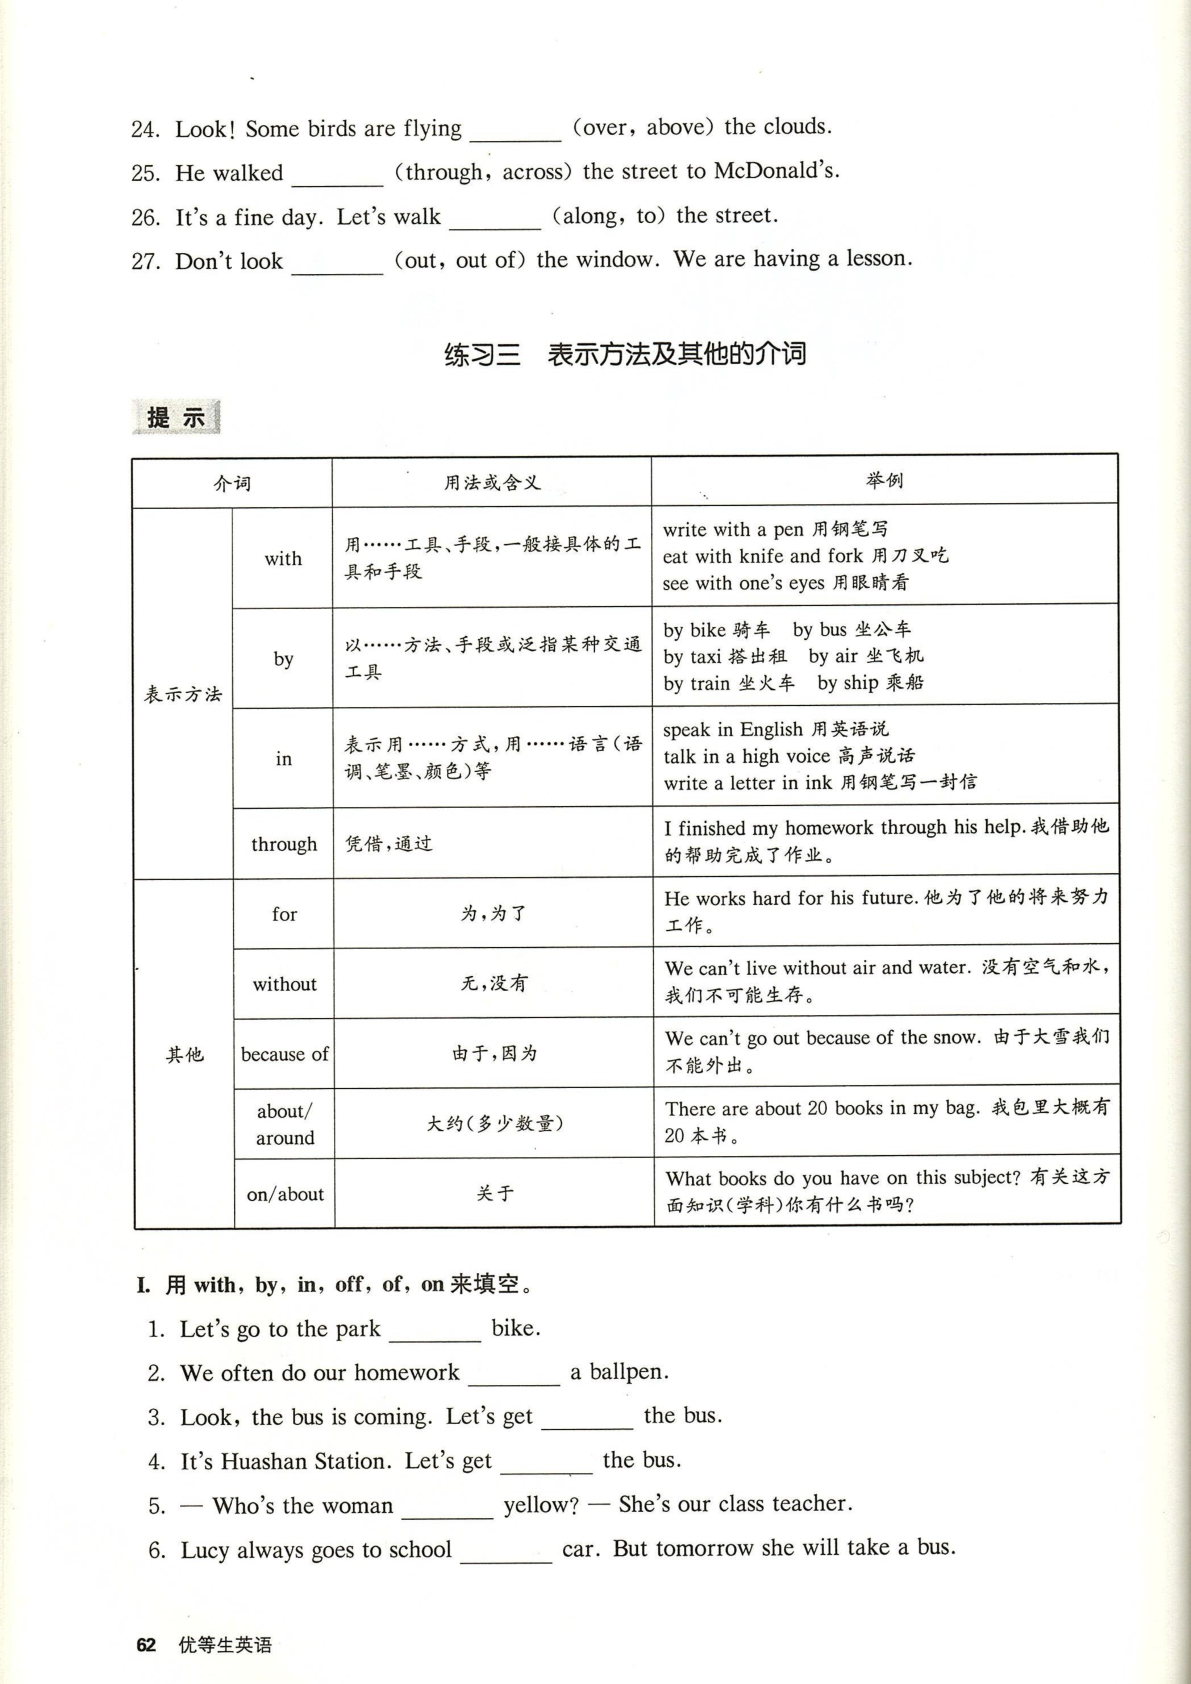 24. Look! Some birds are flying ________ (over, above) the clouds.
25. He walked ________ (through, across) the street to McDonald's.
26. It's a fine day. Let's walk ________ (along, to) the street.
27. Don't look ________ (out, out of) the window. We are having a lesson.
练习三 表示方法及其他的介词
提 示
介词 用法或含义 举例
表示方法
with
用……工具、手段,一般接具体的工
具和手段
write with a pen 用钢笔写
eat with knife and fork 用刀叉吃
see with one's eyes 用眼睛看
by
以……方法、手段或泛指某种交通
工具
by bike 骑车 by bus 坐公车
by taxi 搭出租 by air 坐飞机
by train 坐火车 by ship 乘船
in
表示用……方式,用……语言(语
调、笔墨、颜色)等
speak in English 用英语说
talk in a high voice 高声说话
write a letter in ink 用钢笔写一封信
through
凭借,通过
I finished my homework through his help. 我借助他
的帮助完成了作业。
其他
for
为,为了
He works hard for his future. 他为了他的将来努力
工作。
without
无,没有
We can't live without air and water. 没有空气和水,
我们不可能生存。
because of
由于,因为
We can't go out because of the snow. 由于大雪我们
不能外出。
about/
around
大约(多少数量)
There are about 20 books in my bag. 我包里大概有
20本书。
on/about
关于
What books do you have on this subject? 有关这方
面知识(学科)你有什么书吗?
I. 用 with, by, in, off, of, on 来填空。
1. Let's go to the park ________ bike.
2. We often do our homework ________ a ballpen.
3. Look, the bus is coming. Let's get ________ the bus.
4. It's Huashan Station. Let's get ________ the bus.
5. — Who's the woman ________ yellow? — She's our class teacher.
6. Lucy always goes to school ________ car. But tomorrow she will take a bus.
62 优等生英语